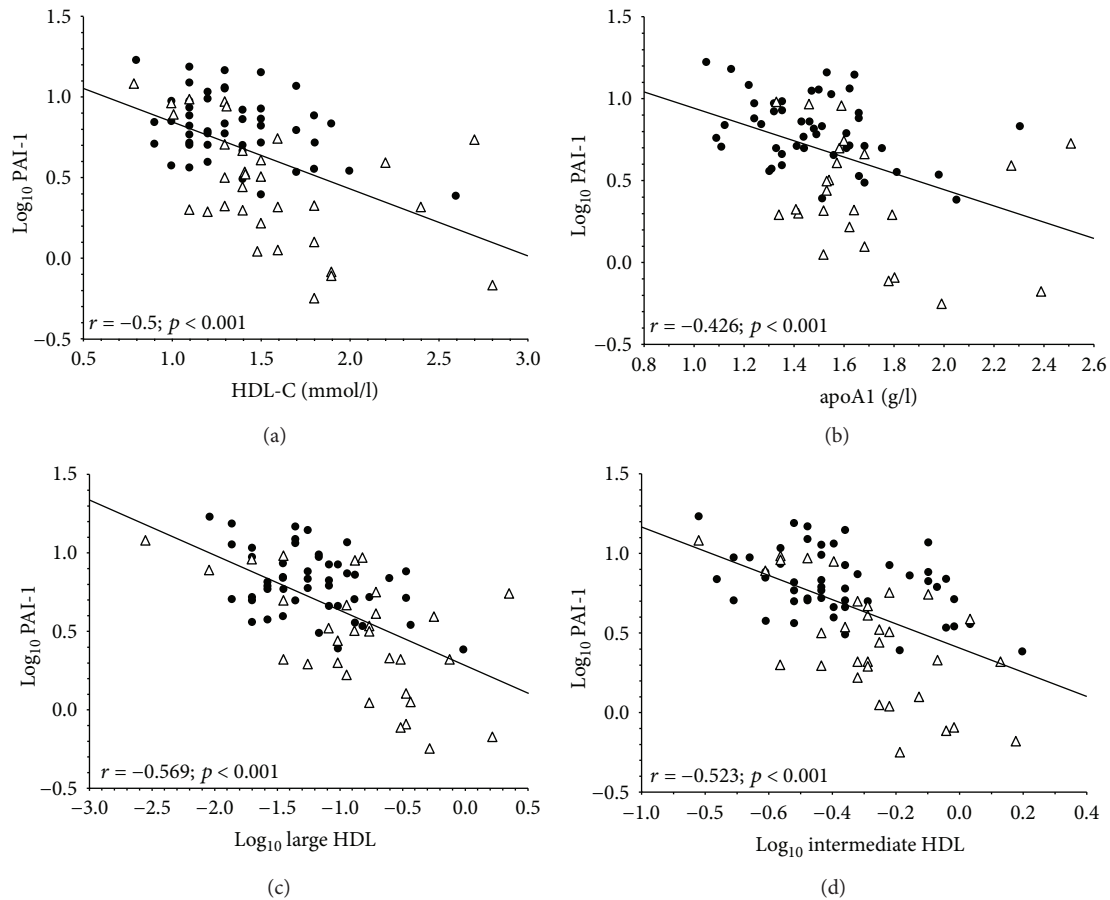 1.5
1.0
0.5
0.0
−0.5
Log10 PAI-1
r = −0.5; p < 0.001
0.5 1.0 1.5 2.0 2.5 3.0
HDL-C (mmol/l)
(a)
1.5
1.0
0.5
0.0
−0.5
Log10 PAI-1
r = −0.426; p < 0.001
0.8 1.0 1.2 1.4 1.6 1.8 2.0 2.2 2.4 2.6
apoA1 (g/l)
(b)
1.5
1.0
0.5
0.0
−0.5
Log10 PAI-1
r = −0.569; p < 0.001
−3.0 −2.5 −2.0 −1.5 −1.0 −0.5 0.0 0.5
Log10 large HDL
(c)
1.5
1.0
0.5
0.0
−0.5
Log10 PAI-1
r = −0.523; p < 0.001
−1.0 −0.8 −0.6 −0.4 −0.2 0.0 0.2 0.4
Log10 intermediate HDL
(d)